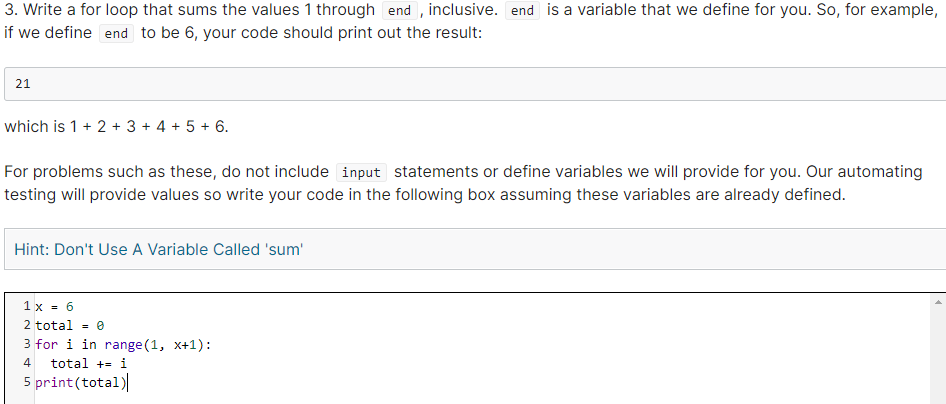 3. Write a for loop that sums the values 1 through end , inclusive. end is a variable that we define for you. So, for example,
if we define end to be 6, your code should print out the result:
21
which is 1 + 2 + 3 + 4 + 5 + 6.
For problems such as these, do not include input statements or define variables we will provide for you. Our automating
testing will provide values so write your code in the following box assuming these variables are already defined.
Hint: Don't Use A Variable Called 'sum'
1 x = 6
2 total = 0
3 for i in range(1, x+1):
4   total += i
5 print(total)